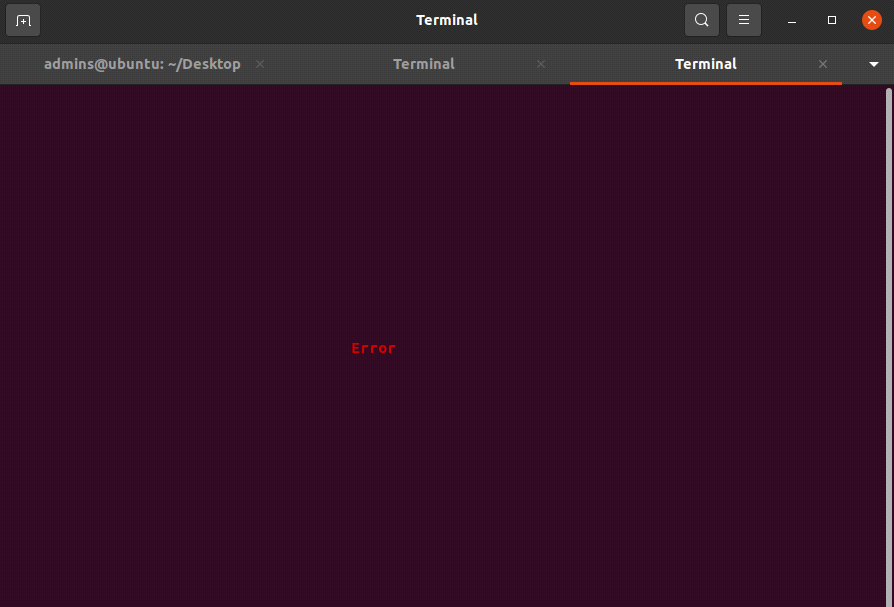 Terminal
admins@ubuntu: ~/Desktop
Terminal
Terminal
Error